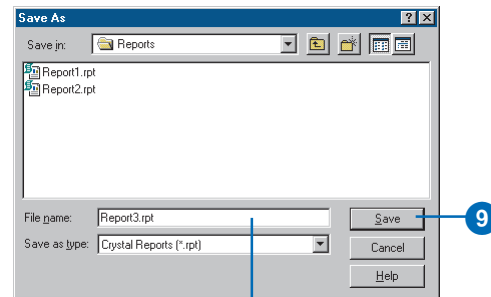 Save As
Save in: Reports
Report1.rpt
Report2.rpt
File name: Report3.rpt Save 9
Save as type: Crystal Reports (*.rpt) Cancel
Help